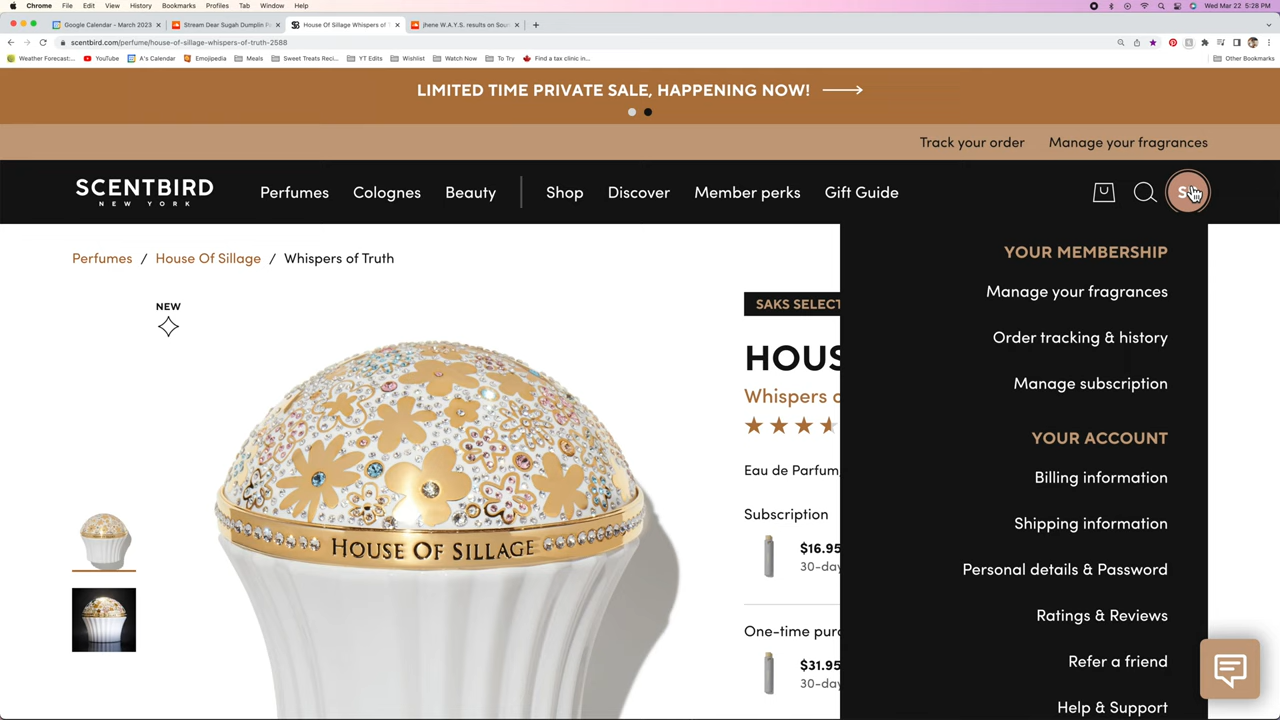 Chrome File Edit View History Bookmarks Profiles Tab Window Help
Wed Mar 22 5:28 PM
Google Calendar - March 2023
Stream Dear Sugah Dumplin
House Of Sillage Whispers of
jhene W.A.Y.S. results on
scentbird.com/perfume/house-of-sillage-whispers-of-truth-2588
Weather Forecast:... YouTube A's Calendar Emojipedia Meals Sweet Treats Reci... YT Edits Wishlist Watch Now To Try Find a tax clinic in... Other Bookmarks
LIMITED TIME PRIVATE SALE, HAPPENING NOW!
Track your order Manage your fragrances
SCENTBIRD
NEW YORK
Perfumes Colognes Beauty Shop Discover Member perks Gift Guide
Perfumes / House Of Sillage / Whispers of Truth
NEW
HOUSE OF SILLAGE
SAKS SELECT
HOUS
Whispers
Eau de Parfum,
Subscription
$16.95
30-day
One-time pur
$31.95
30-day
YOUR MEMBERSHIP
Manage your fragrances
Order tracking & history
Manage subscription
YOUR ACCOUNT
Billing information
Shipping information
Personal details & Password
Ratings & Reviews
Refer a friend
Help & Support